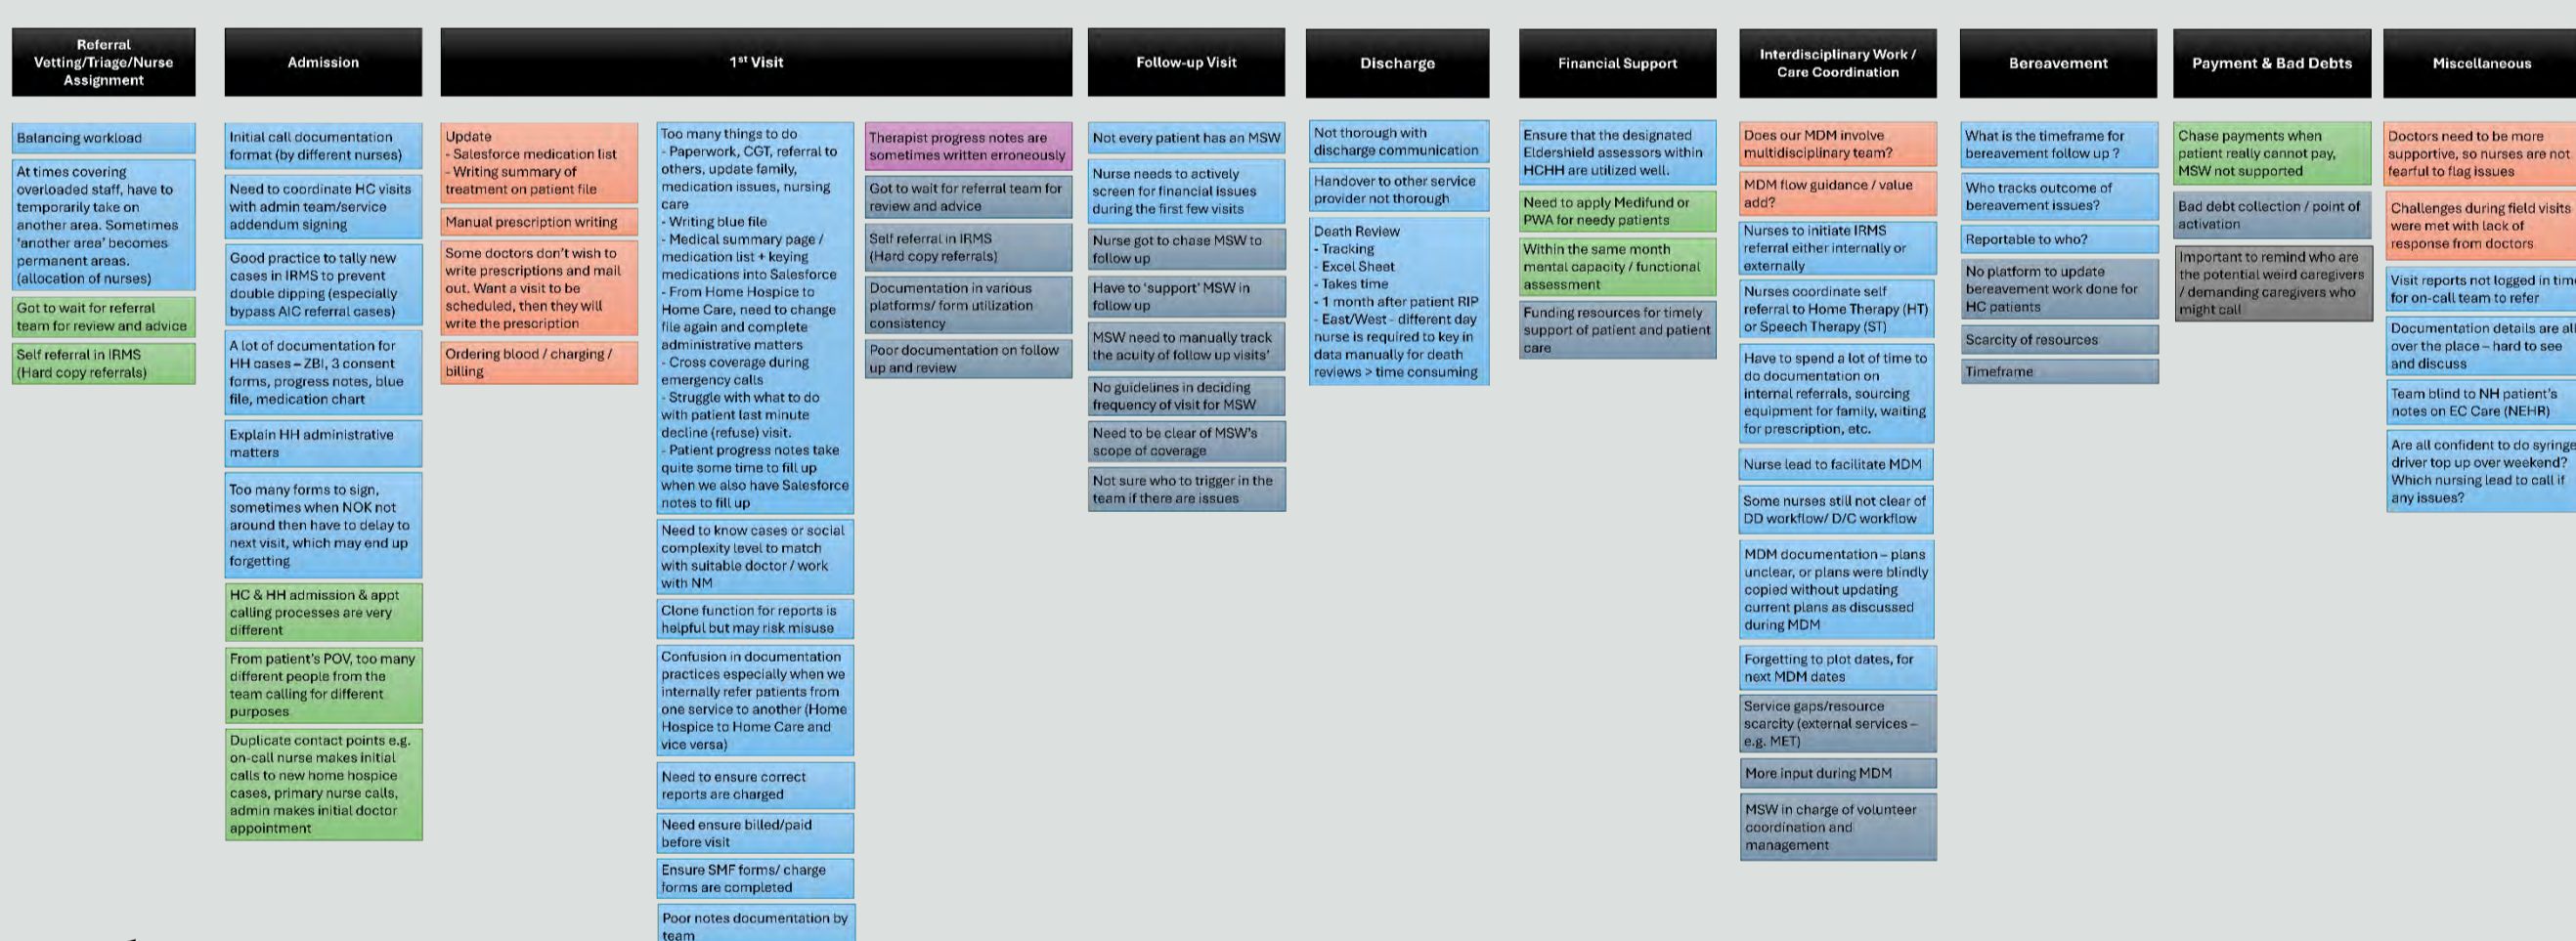 Referral
Vetting/Triage/Nurse
Assignment
Balancing workload
At times covering
overloaded staff, have to
temporarily take on
another area. Sometimes
‘another area’ becomes
permanent areas.
(allocation of nurses)
Got to wait for referral
team for review and advice
Self referral in IRMS
(Hard copy referrals)
Admission
Initial call documentation
format (by different nurses)
Need to coordinate HC visits
with admin team/service
addendum signing
Good practice to tally new
cases in IRMS to prevent
double dipping (especially
bypass AIC referral cases)
A lot of documentation for
HH cases – ZBI, 3 consent
forms, progress notes, blue
file, medication chart
Explain HH administrative
matters
Too many forms to sign,
sometimes when NOK not
around then have to delay to
next visit, which may end up
forgetting
HC & HH admission & appt
calling processes are very
different
From patient’s POV, too many
different people from the
team calling for different
purposes
Duplicate contact points e.g.
on-call nurse makes initial
calls to new home hospice
cases, primary nurse calls,
admin makes initial doctor
appointment
1st Visit
Update
- Salesforce medication list
- Writing summary of
treatment on patient file
Manual prescription writing
Some doctors don’t wish to
write prescriptions and mail
out. Want a visit to be
scheduled, then they will
write the prescription
Ordering blood / charging /
billing
Too many things to do
- Paperwork, CGT, referral to
others, update family,
medication issues, nursing
care
- Writing blue file
- Medical summary page /
medication list + keying
medications into Salesforce
- From Home Hospice to
Home Care, need to change
file again and complete
administrative matters
- Cross coverage during
emergency calls
- Struggle with what to do
with patient last minute
decline (refuse) visit.
- Patient progress notes take
quite some time to fill up
when we also have Salesforce
notes to fill up
Need to know cases or social
complexity level to match
with suitable doctor / work
with NM
Clone function for reports is
helpful but may risk misuse
Confusion in documentation
practices especially when we
internally refer patients from
one service to another (Home
Hospice to Home Care and
vice versa)
Need to ensure correct
reports are charged
Need ensure billed/paid
before visit
Ensure SMF forms/ charge
forms are completed
Poor notes documentation by
team
Therapist progress notes are
sometimes written erroneously
Got to wait for referral team for
review and advice
Self referral in IRMS
(Hard copy referrals)
Documentation in various
platforms/ form utilization
consistency
Poor documentation on follow
up and review
Follow-up Visit
Not every patient has an MSW
Nurse needs to actively
screen for financial issues
during the first few visits
Nurse got to chase MSW to
follow up
Have to ‘support’ MSW in
follow up
MSW need to manually track
the acuity of follow up visits’
No guidelines in deciding
frequency of visit for MSW
Need to be clear of MSW’s
scope of coverage
Not sure who to trigger in the
team if there are issues
Discharge
Not thorough with
discharge communication
Handover to other service
provider not thorough
Death Review
- Tracking
- Excel Sheet
- Takes time
- 1 month after patient RIP
- East/West - different day
nurse is required to key in
data manually for death
reviews > time consuming
Financial Support
Ensure that the designated
Eldershield assessors within
HCHH are utilized well.
Need to apply Medifund or
PWA for needy patients
Within the same month
mental capacity / functional
assessment
Funding resources for timely
support of patient and patient
care
Interdisciplinary Work /
Care Coordination
Does our MDM involve
multidisciplinary team?
MDM flow guidance / value
add?
Nurses to initiate IRMS
referral either internally or
externally
Nurses coordinate self
referral to Home Therapy (HT)
or Speech Therapy (ST)
Have to spend a lot of time to
do documentation on
internal referrals, sourcing
equipment for family, waiting
for prescription, etc.
Nurse lead to facilitate MDM
Some nurses still not clear of
DD workflow/ D/C workflow
MDM documentation – plans
unclear, or plans were blindly
copied without updating
current plans as discussed
during MDM
Forgetting to plot dates, for
next MDM dates
Service gaps/resource
scarcity (external services –
e.g. MET)
More input during MDM
MSW in charge of volunteer
coordination and
management
Bereavement
What is the timeframe for
bereavement follow up ?
Who tracks outcome of
bereavement issues?
Reportable to who?
No platform to update
bereavement work done for
HC patients
Scarcity of resources
Timeframe
Payment & Bad Debts
Chase payments when
patient really cannot pay,
MSW not supported
Bad debt collection / point of
activation
Important to remind who are
the potential weird caregivers
/ demanding caregivers who
might call
Miscellaneous
Doctors need to be more
supportive, so nurses are not
fearful to flag issues
Challenges during field visits
were met with lack of
response from doctors
Visit reports not logged in time
for on-call team to refer
Documentation details are all
over the place – hard to see
and discuss
Team blind to NH patient’s
notes on EC Care (NEHR)
Are all confident to do syringe
driver top up over weekend?
Which nursing lead to call if
any issues?